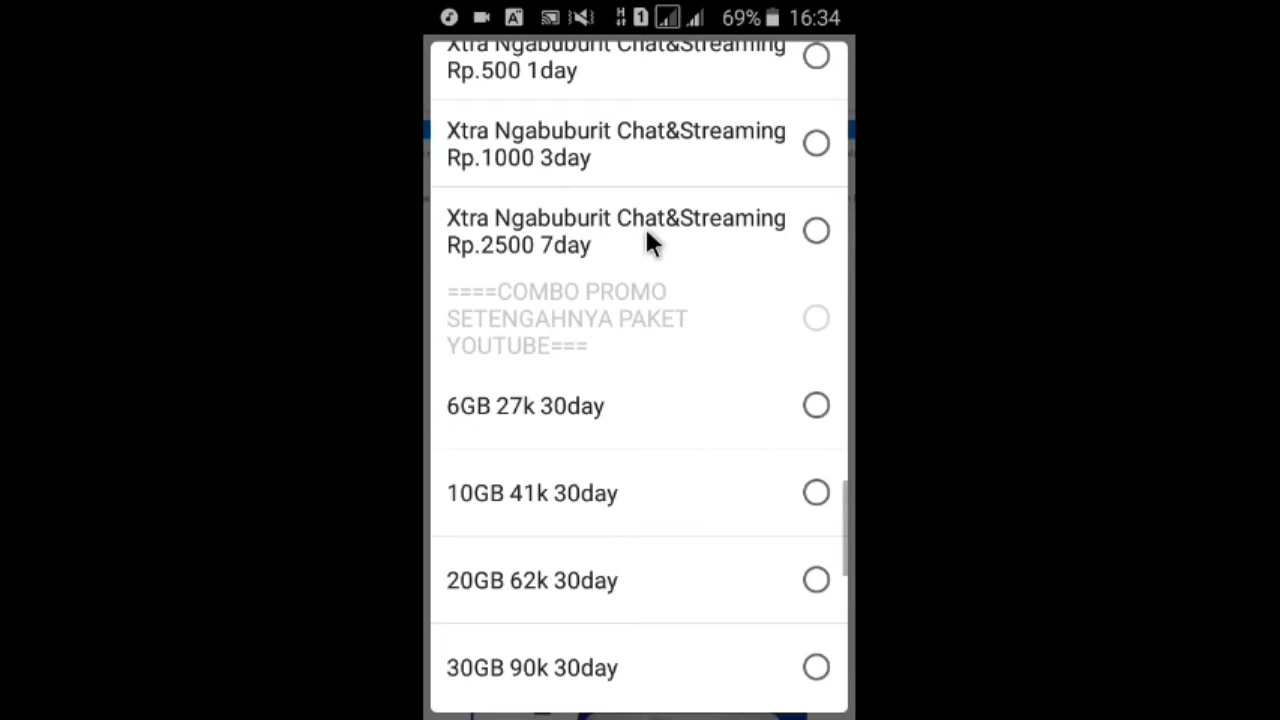 69% 16:34
Xtra Ngabuburit Chat&Streaming
Rp.500 1day
Xtra Ngabuburit Chat&Streaming
Rp.1000 3day
Xtra Ngabuburit Chat&Streaming
Rp.2500 7day
====COMBO PROMO
SETENGAHNYA PAKET
YOUTUBE===
6GB 27k 30day
10GB 41k 30day
20GB 62k 30day
30GB 90k 30day